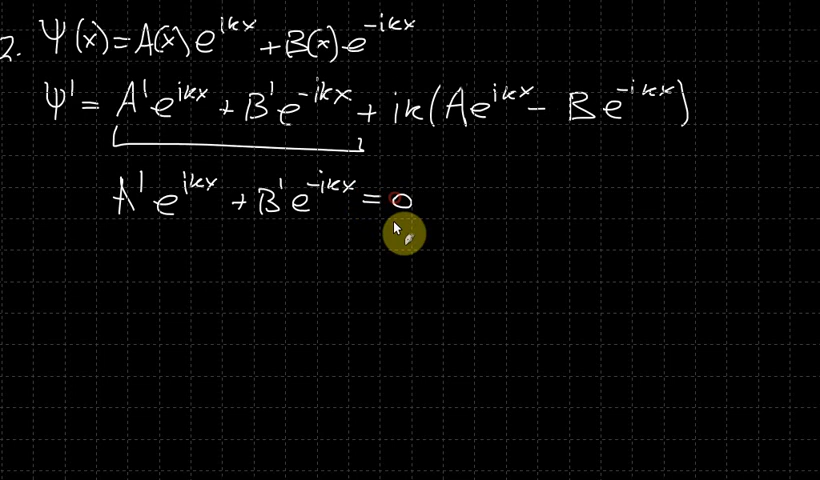 2. Ψ(x)=A(x)e^{ikx}+B(x)e^{-ikx}
Ψ'=A'e^{ikx}+B'e^{-ikx}+ik(Ae^{ikx}-Be^{-ikx})
A'e^{ikx}+B'e^{-ikx}=0